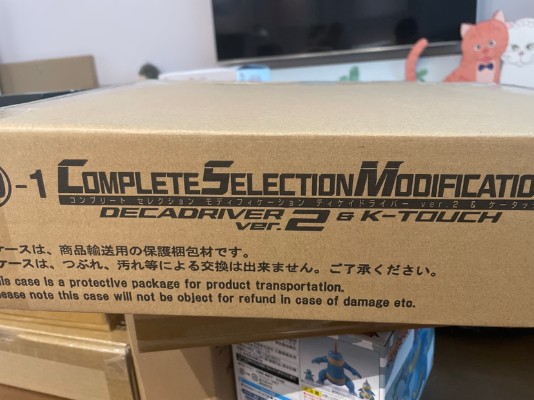 -1 COMPLETE SELECTION MODIFICATIO
コンプリート セレクション モディフィケーション ディケイドライバー ver.2 & ケータッ
DECADRIVER ver.2 & K-TOUCH
ケースは、商品輸送用の保護梱包材です。
ケースは、つぶれ、汚れ等による交換は出来ません。ご了承ください。
his case is a protective package for product transportation.
lease note this case will not be object for refund in case of damage etc.